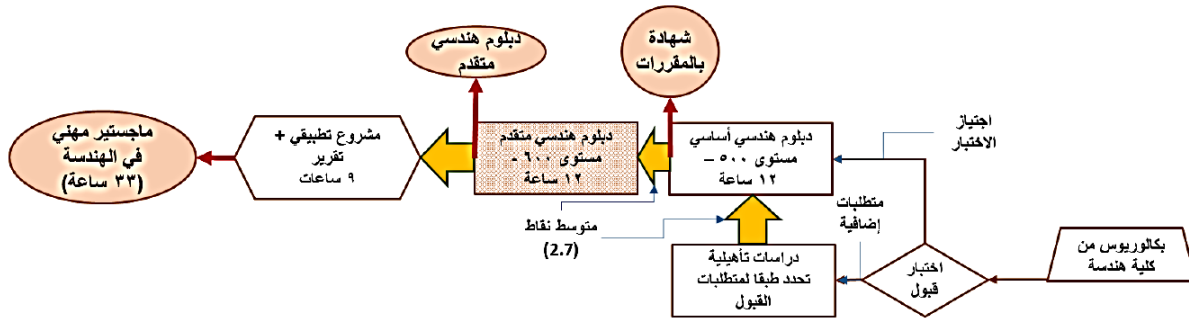 بكالوريوس من
كلية هندسة
اختبار
قبول
اجتياز
الاختبار
متطلبات
إضافية
دراسات تأهيلية
تحدد طبقا لمتطلبات
القبول
دبلوم هندسي أساسي
مستوى ٥٠٠ –
١٢ ساعة
شهادة
بالمقررات
متوسط نقاط
(2.7)
دبلوم هندسي متقدم
مستوى ٦٠٠ -
١٢ ساعة
دبلوم هندسي
متقدم
مشروع تطبيقي +
تقرير
٩ ساعات
ماجستير مهني
في الهندسة
(٣٣ ساعة)